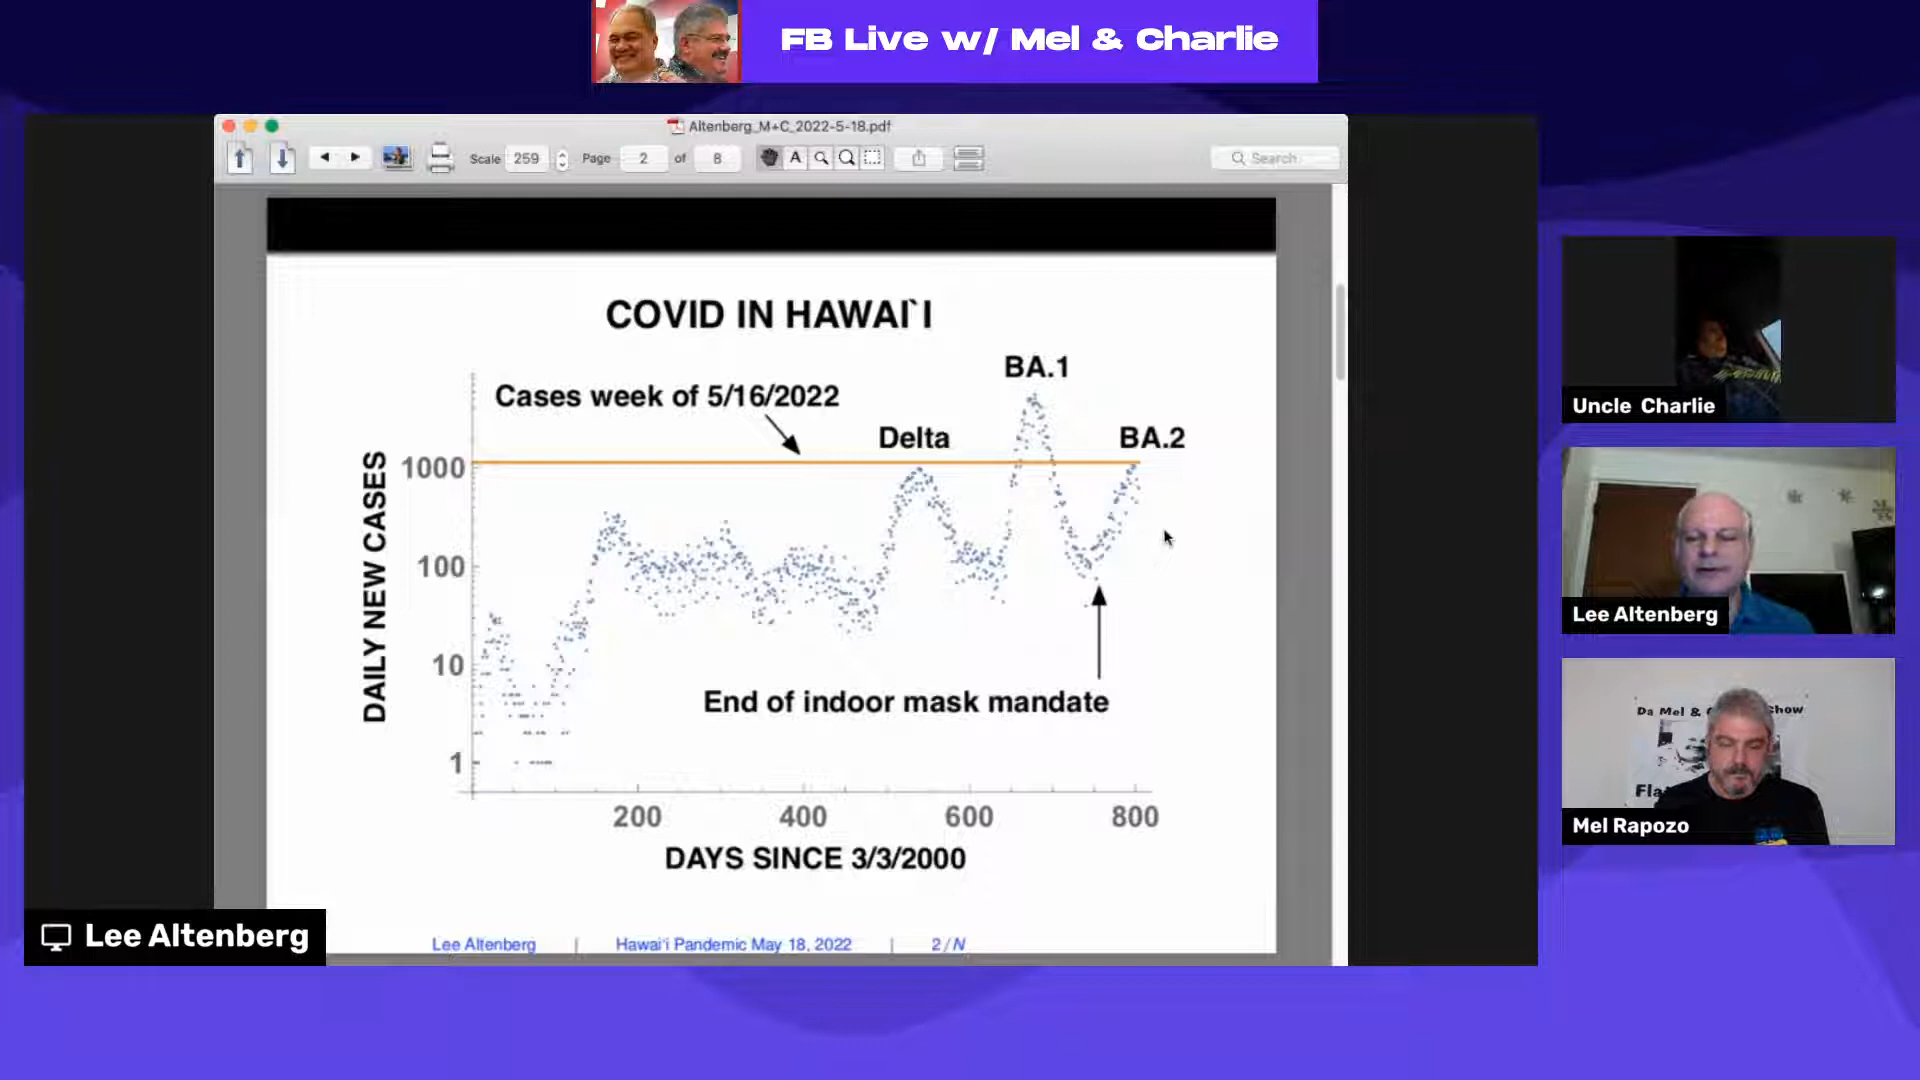 FB Live w/ Mel & Charlie
Altenberg_M+C_2022-5-18.pdf
Scale 259 Page 2 of 8
A
Search
COVID IN HAWAI`I
BA.1
Cases week of 5/16/2022
Delta
BA.2
DAILY NEW CASES
1000
100
10
1
End of indoor mask mandate
200 400 600 800
DAYS SINCE 3/3/2000
Lee Altenberg | Hawai'i Pandemic May 18, 2022 | 2/N
Lee Altenberg
Uncle Charlie
Lee Altenberg
Da Mel & Show
Mel Rapozo